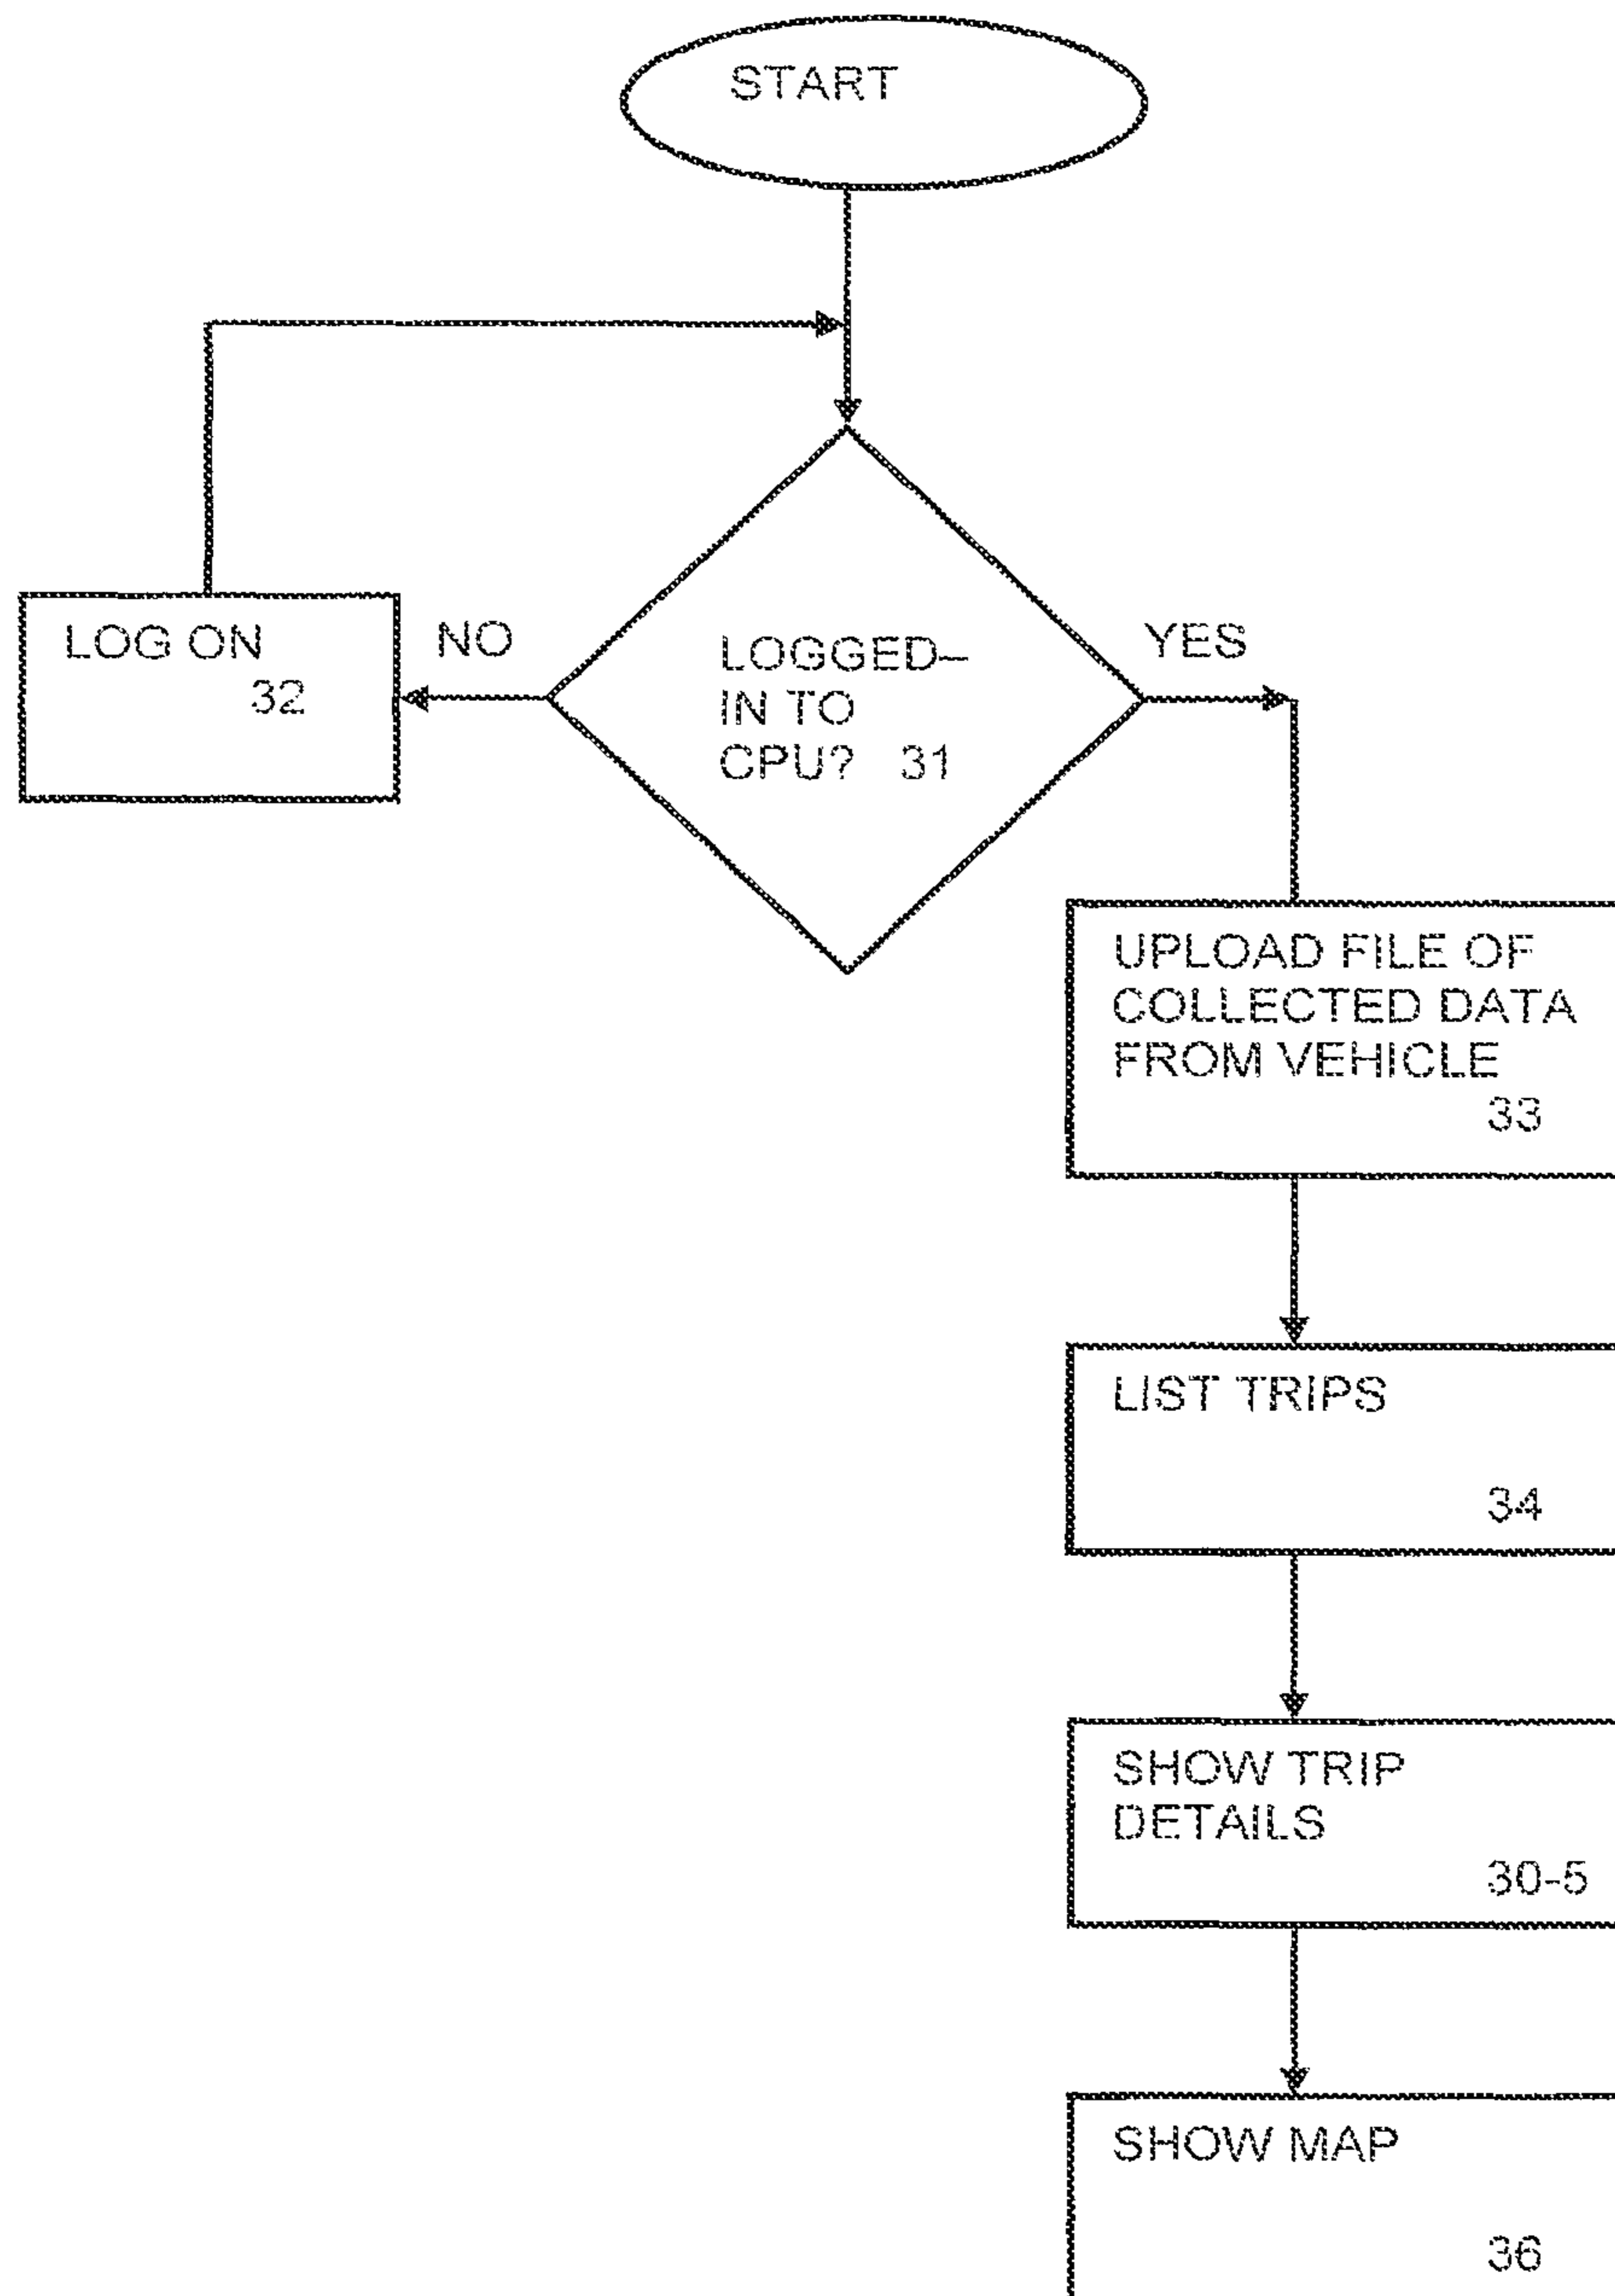 START
LOG ON
32
NO
LOGGED–
IN TO
CPU? 31
YES
UPLOAD FILE OF
COLLECTED DATA
FROM VEHICLE
33
LIST TRIPS
34
SHOW TRIP
DETAILS
30-5
SHOW MAP
36